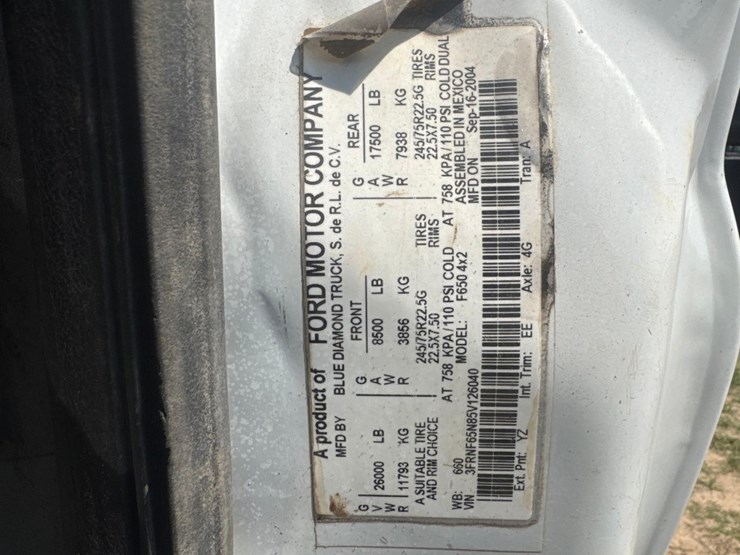 A product of FORD MOTOR COMPANY
MFD BY BLUE DIAMOND TRUCK, S. de R.L. de C.V.
FRONT REAR
GVWR 26000 LB GAWR 8500 LB GAWR 17500 LB
11793 KG 3856 KG 7938 KG
A SUITABLE TIRE 245/75R22.5G TIRES 245/75R22.5G TIRES
AND RIM CHOICE 22.5X7.50 RIMS 22.5X7.50 RIMS
AT 758 KPA/110 PSI COLD AT 758 KPA/110 PSI COLD DUAL
WB: 660 MODEL: F650 4x2 ASSEMBLED IN MEXICO
VIN 3FRNF65N85V126040 MFD ON Sep-16-2004
Ext. Pnt: YZ Int. Trim: EE Axle: 4G Tran: A